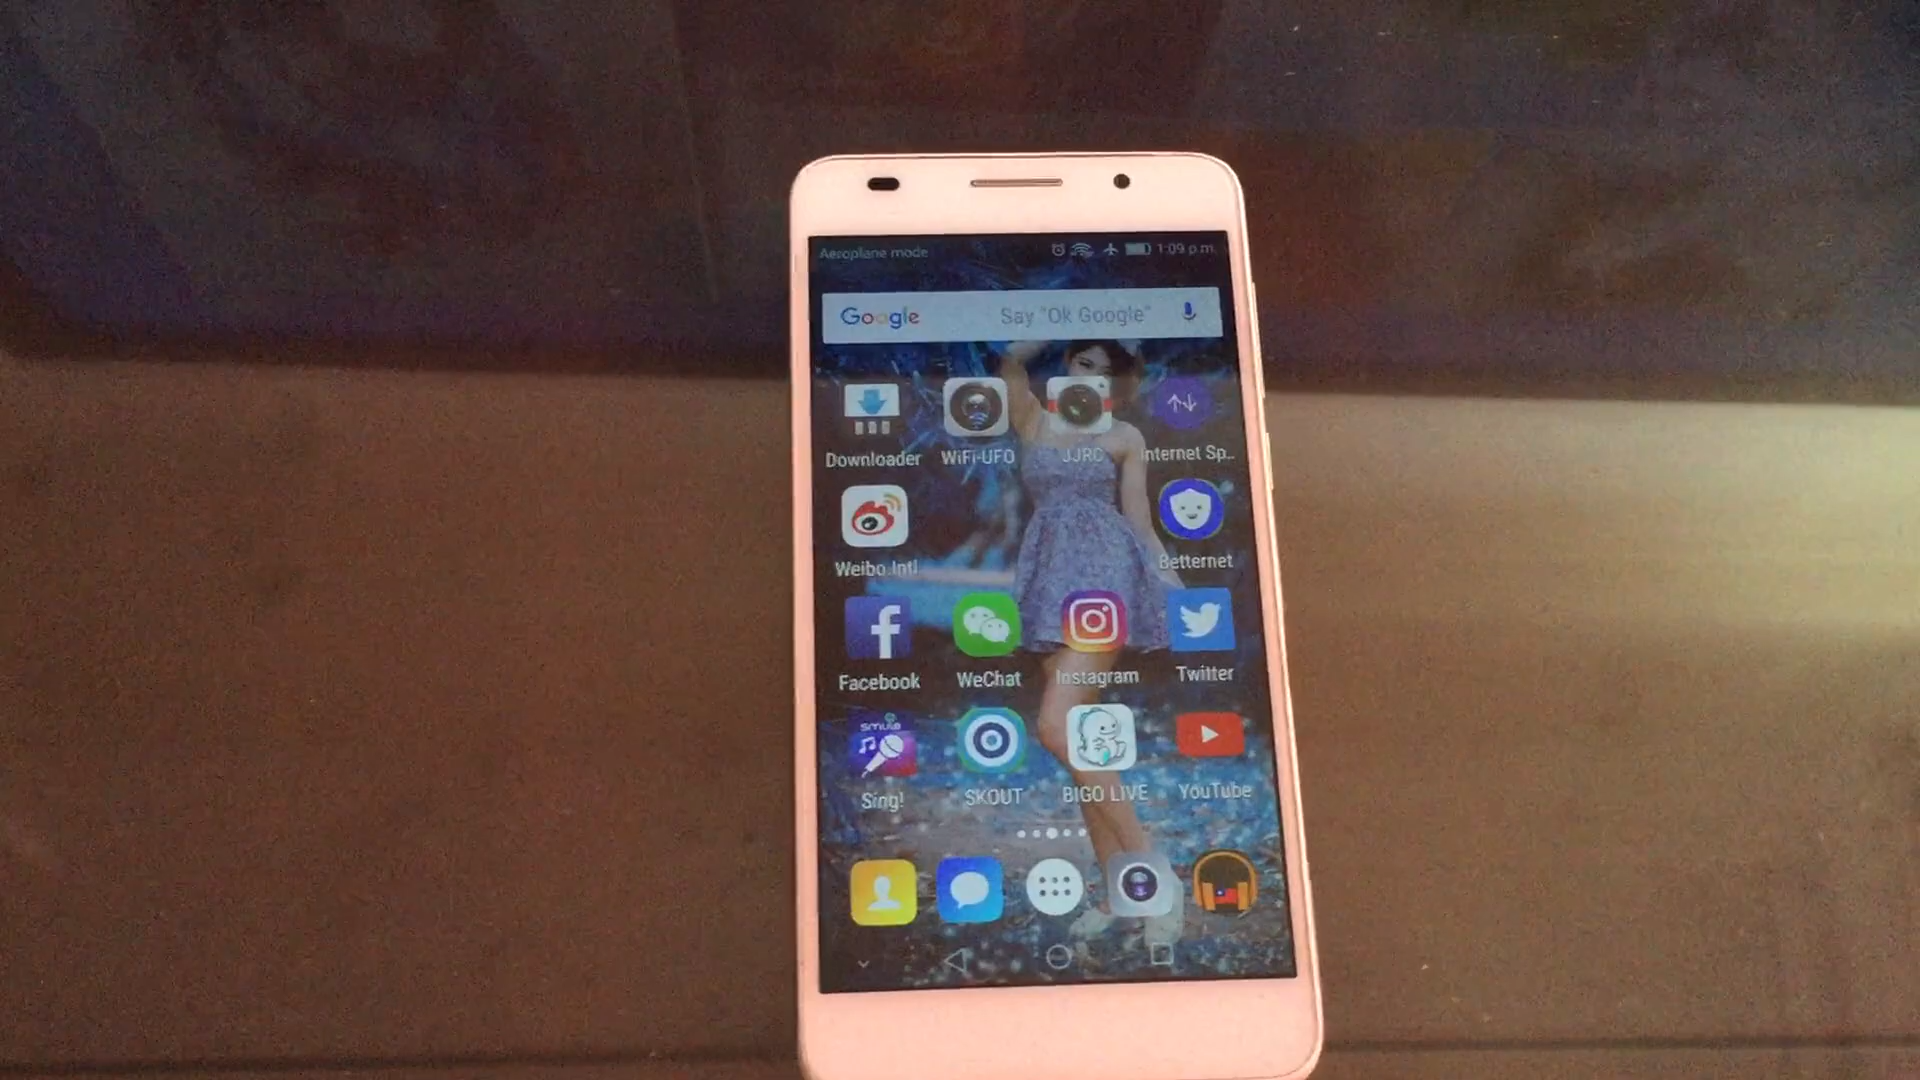 Aeroplane mode 1:09 p.m.
Google Say "Ok Google"
Downloader WiFi-UFO JJRC Internet Sp...
Weibo Intl Betternet
Facebook WeChat Instagram Twitter
smule
Sing! SKOUT BIGO LIVE YouTube